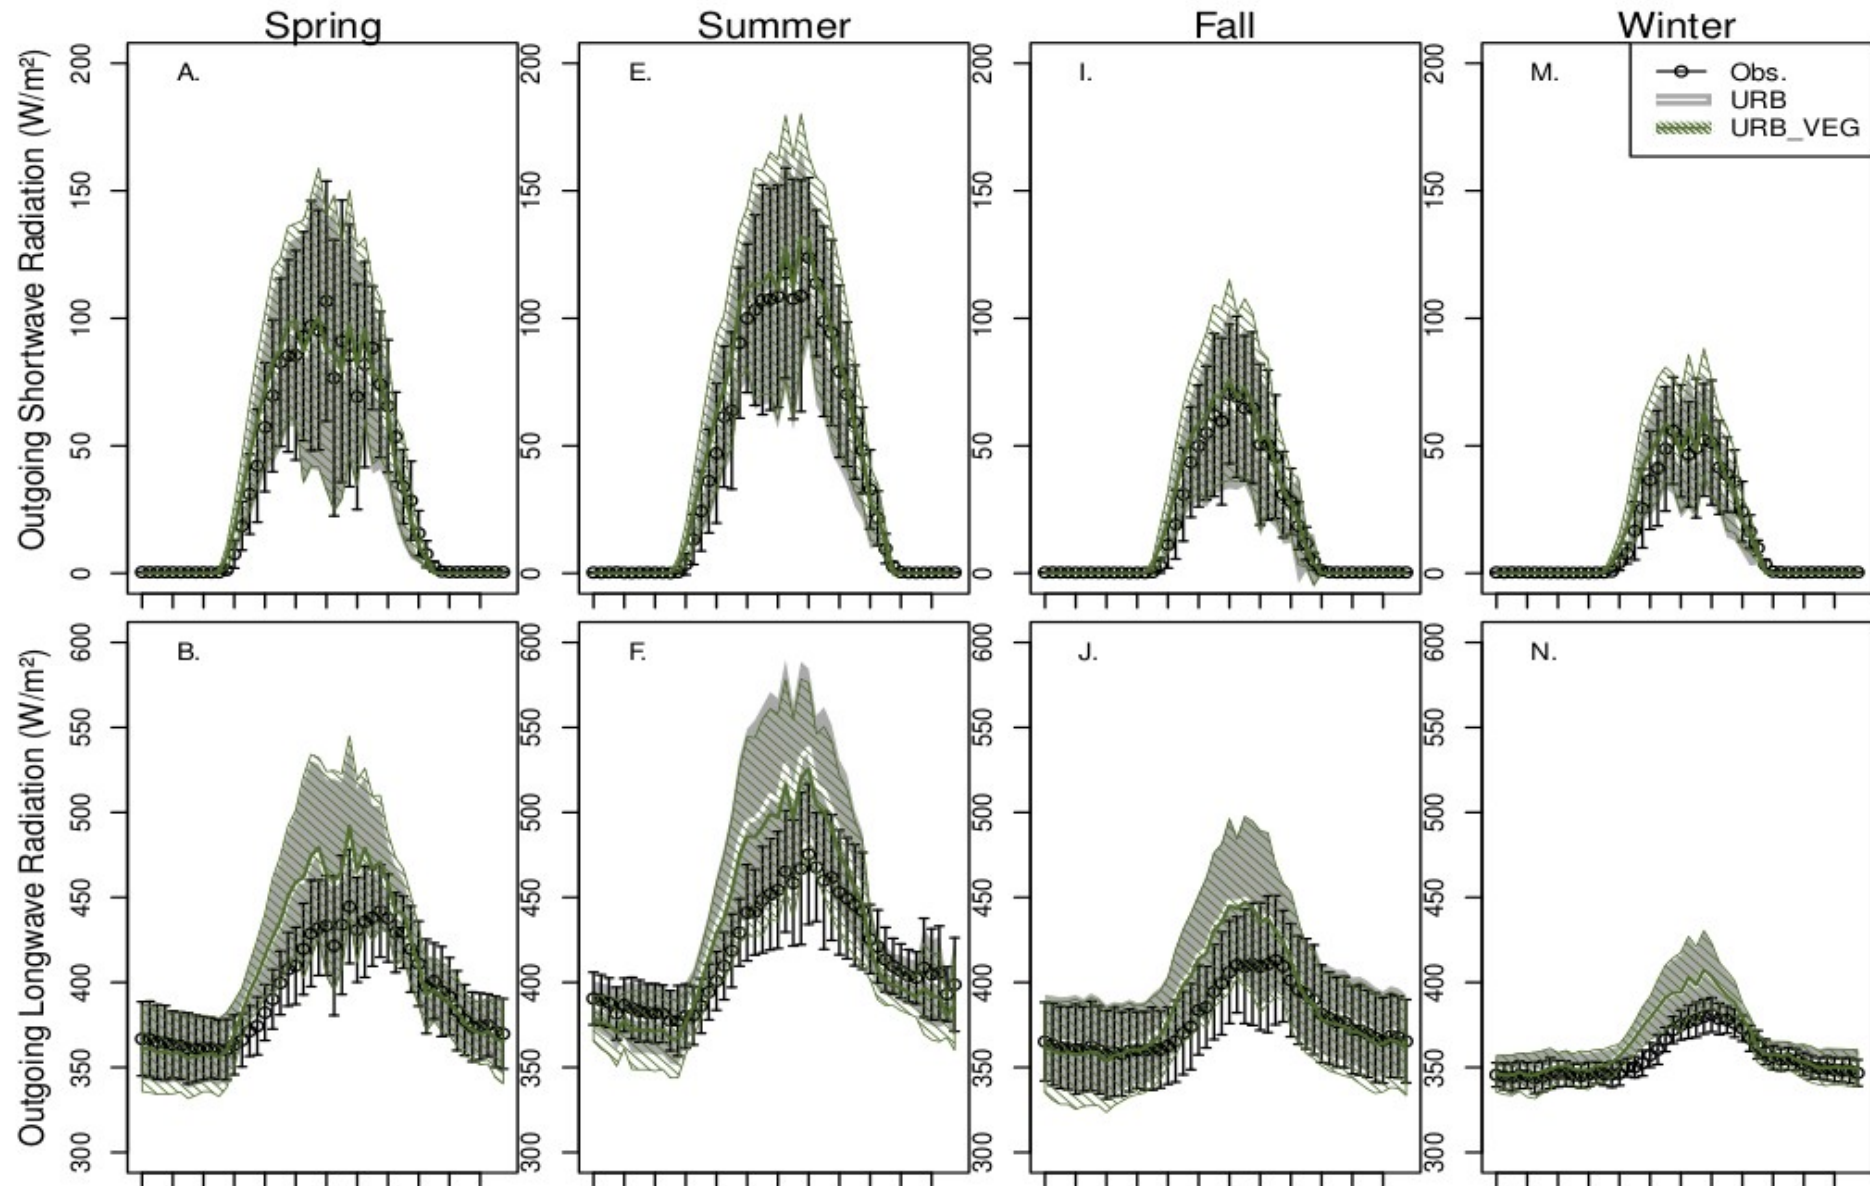 Spring Summer Fall Winter
Outgoing Shortwave Radiation (W/m²)
200 150 100 50 0
A.
200 150 100 50 0
E.
200 150 100 50 0
I.
200 150 100 50 0
M.
Obs.
URB
URB_VEG
Outgoing Longwave Radiation (W/m²)
600 550 500 450 400 350 300
B.
600 550 500 450 400 350 300
F.
600 550 500 450 400 350 300
J.
600 550 500 450 400 350 300
N.